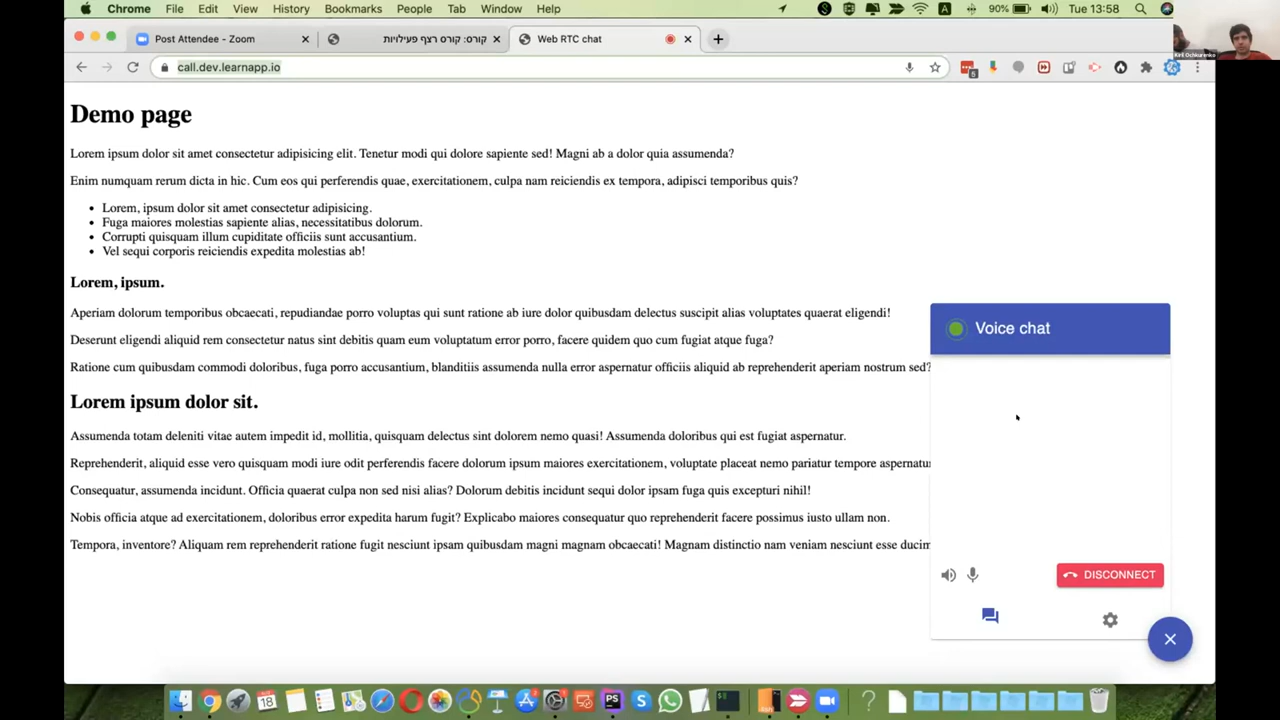 Chrome File Edit View History Bookmarks People Tab Window Help 90% Tue 13:58
Post Attendee - Zoom
קורס: קורס רצף פעילויות
Web RTC chat
call.dev.learnapp.io
Kiril Ochkurenko
Demo page
Lorem ipsum dolor sit amet consectetur adipisicing elit. Tenetur modi qui dolore sapiente sed! Magni ab a dolor quia assumenda?
Enim numquam rerum dicta in hic. Cum eos qui perferendis quae, exercitationem, culpa nam reiciendis ex tempora, adipisci temporibus quis?
• Lorem, ipsum dolor sit amet consectetur adipisicing.
• Fuga maiores molestias sapiente alias, necessitatibus dolorum.
• Corrupti quisquam illum cupiditate officiis sunt accusantium.
• Vel sequi corporis reiciendis expedita molestias ab!
Lorem, ipsum.
Aperiam dolorum temporibus obcaecati, repudiandae porro voluptas qui sunt ratione ab iure dolor quibusdam delectus suscipit alias voluptates quaerat eligendi!
Deserunt eligendi aliquid rem consectetur natus sint debitis quam eum voluptatum error porro, facere quidem quo cum fugiat atque fuga?
Ratione cum quibusdam commodi doloribus, fuga porro accusantium, blanditiis assumenda nulla error aspernatur officiis aliquid ab reprehenderit aperiam nostrum sed?
Lorem ipsum dolor sit.
Assumenda totam deleniti vitae autem impedit id, mollitia, quisquam delectus sint dolorem nemo quasi! Assumenda doloribus qui est fugiat aspernatur.
Reprehenderit, aliquid esse vero quisquam modi iure odit perferendis facere dolorum ipsum maiores exercitationem, voluptate placeat nemo pariatur tempore aspernatur
Consequatur, assumenda incidunt. Officia quaerat culpa non sed nisi alias? Dolorum debitis incidunt sequi dolor ipsam fuga quis excepturi nihil!
Nobis officia atque ad exercitationem, doloribus error expedita harum fugit? Explicabo maiores consequatur quo reprehenderit facere possimus iusto ullam non.
Tempora, inventore? Aliquam rem reprehenderit ratione fugit nesciunt ipsam quibusdam magni magnam obcaecati! Magnam distinctio nam veniam nesciunt esse ducim
Voice chat
DISCONNECT